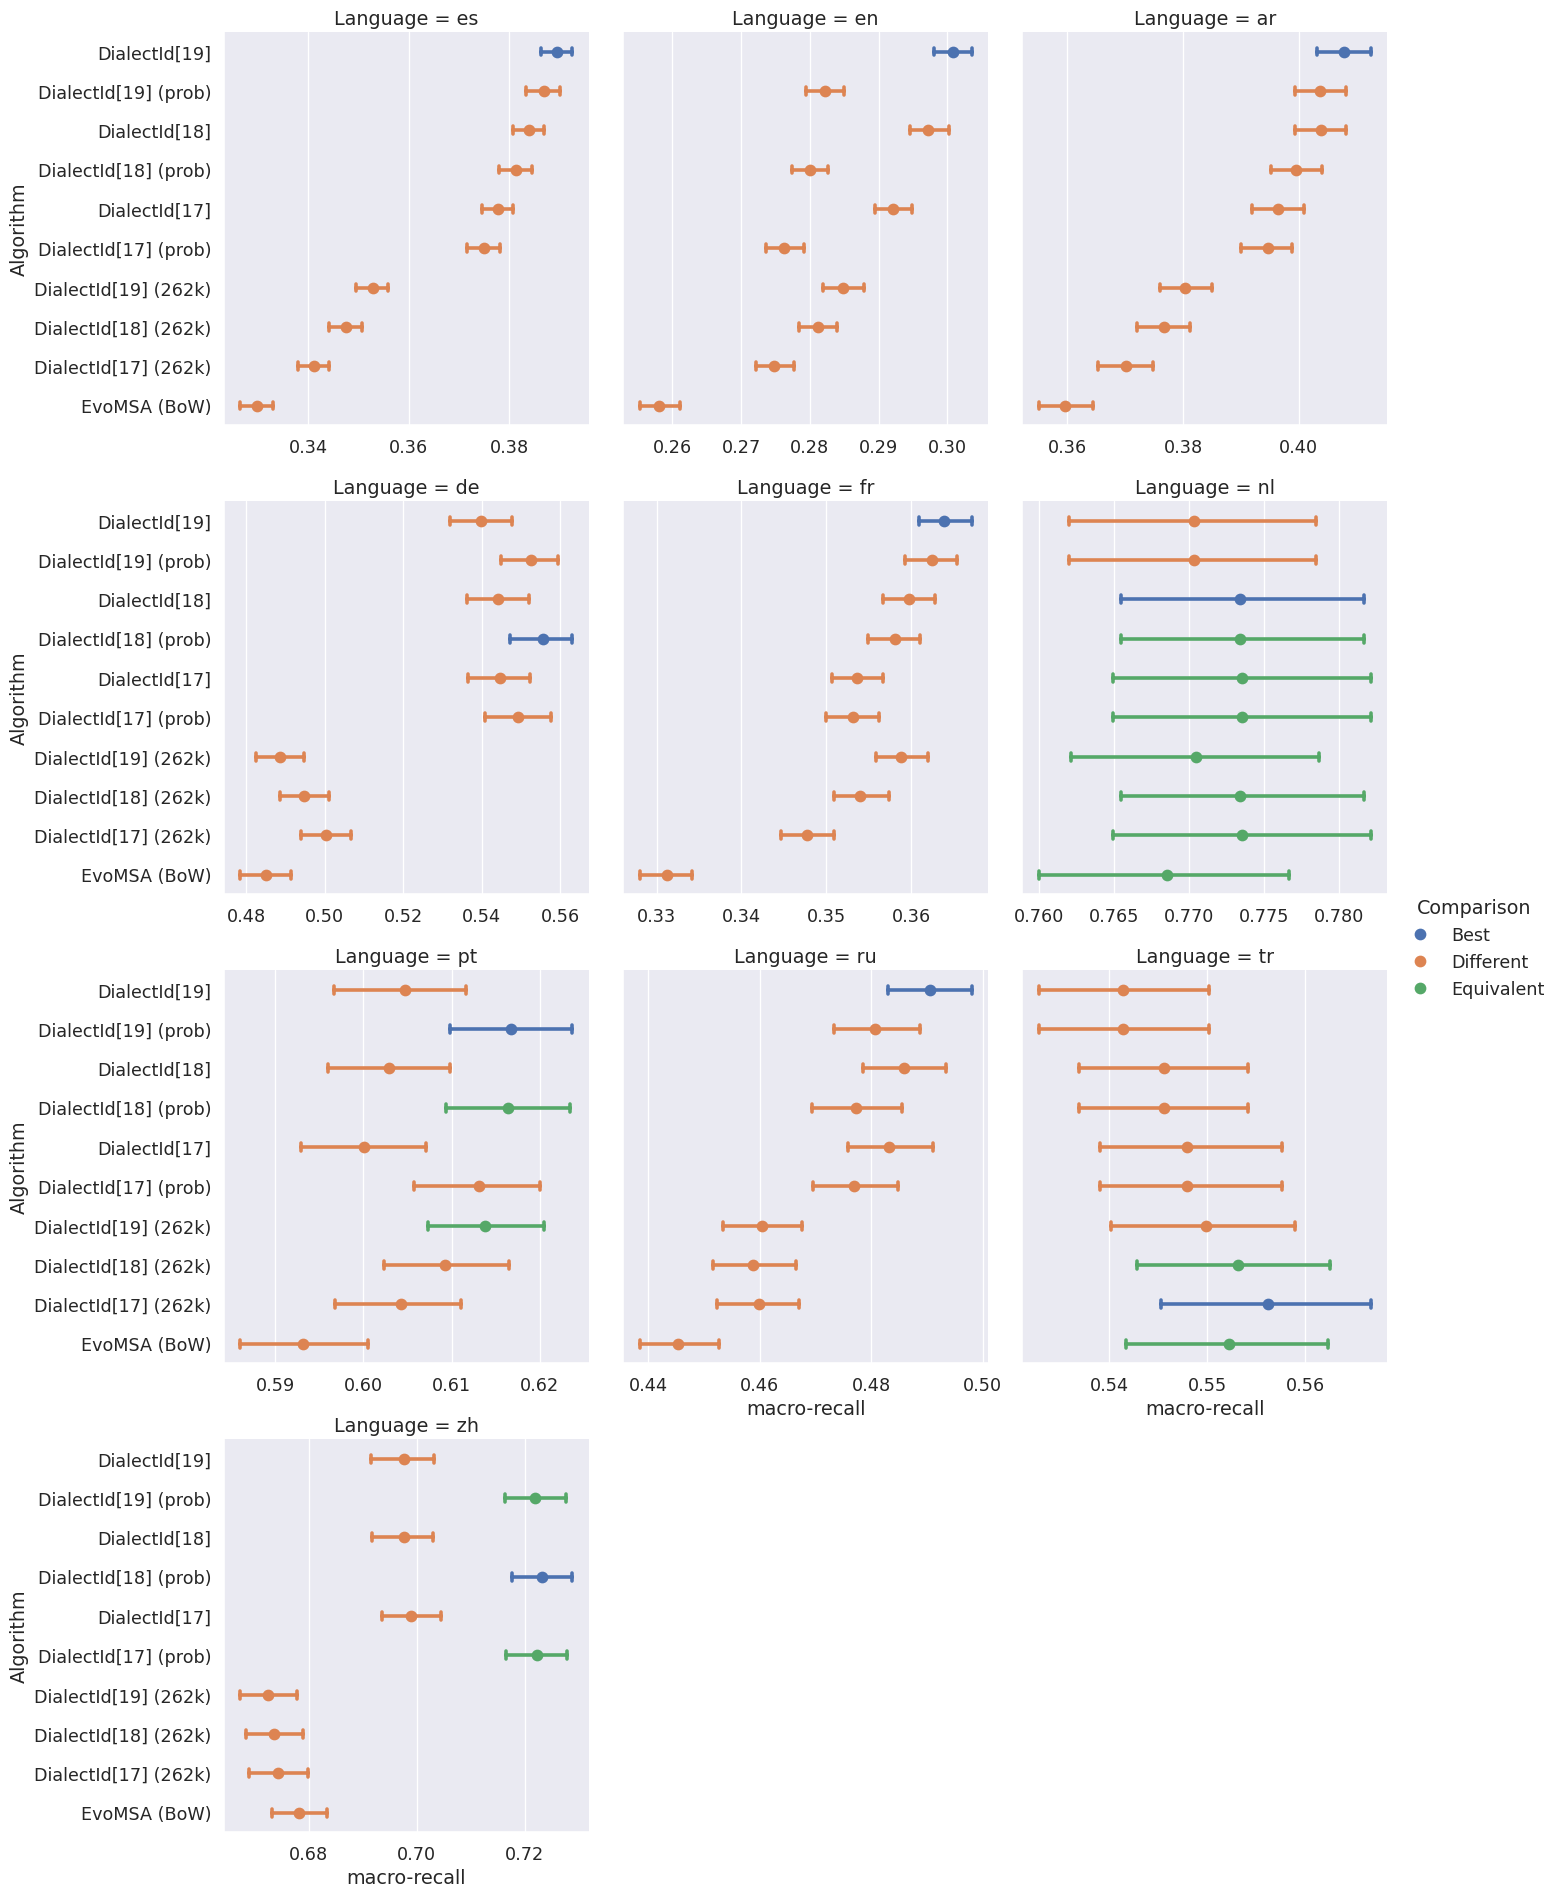 Language = es
Language = en
Language = ar
Algorithm
DialectId[19]
DialectId[19] (prob)
DialectId[18]
DialectId[18] (prob)
DialectId[17]
DialectId[17] (prob)
DialectId[19] (262k)
DialectId[18] (262k)
DialectId[17] (262k)
EvoMSA (BoW)
0.34 0.36 0.38
0.26 0.27 0.28 0.29 0.30
0.36 0.38 0.40
Language = de
Language = fr
Language = nl
Algorithm
DialectId[19]
DialectId[19] (prob)
DialectId[18]
DialectId[18] (prob)
DialectId[17]
DialectId[17] (prob)
DialectId[19] (262k)
DialectId[18] (262k)
DialectId[17] (262k)
EvoMSA (BoW)
0.48 0.50 0.52 0.54 0.56
0.33 0.34 0.35 0.36
0.760 0.765 0.770 0.775 0.780
Comparison
Best
Different
Equivalent
Language = pt
Language = ru
Language = tr
Algorithm
DialectId[19]
DialectId[19] (prob)
DialectId[18]
DialectId[18] (prob)
DialectId[17]
DialectId[17] (prob)
DialectId[19] (262k)
DialectId[18] (262k)
DialectId[17] (262k)
EvoMSA (BoW)
0.59 0.60 0.61 0.62
0.44 0.46 0.48 0.50
macro-recall
0.54 0.55 0.56
macro-recall
Language = zh
Algorithm
DialectId[19]
DialectId[19] (prob)
DialectId[18]
DialectId[18] (prob)
DialectId[17]
DialectId[17] (prob)
DialectId[19] (262k)
DialectId[18] (262k)
DialectId[17] (262k)
EvoMSA (BoW)
0.68 0.70 0.72
macro-recall